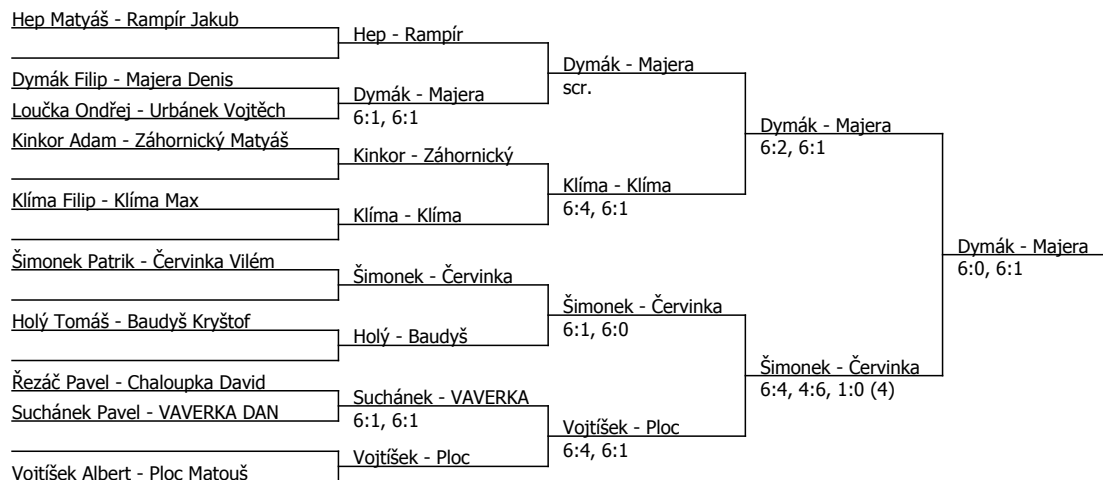 Hep Matyáš - Rampír Jakub
Hep - Rampír
Dymák - Majera
scr.
Dymák Filip - Majera Denis
Dymák - Majera
6:1, 6:1
Loučka Ondřej - Urbánek Vojtěch
Dymák - Majera
6:2, 6:1
Kinkor Adam - Záhornický Matyáš
Kinkor - Záhornický
Klíma - Klíma
6:4, 6:1
Klíma Filip - Klíma Max
Klíma - Klíma
Dymák - Majera
6:0, 6:1
Šimonek Patrik - Červinka Vilém
Šimonek - Červinka
Šimonek - Červinka
6:1, 6:0
Holý Tomáš - Baudyš Kryštof
Holý - Baudyš
Šimonek - Červinka
6:4, 4:6, 1:0 (4)
Řezáč Pavel - Chaloupka David
Suchánek - VAVERKA
6:1, 6:1
Suchánek Pavel - VAVERKA DAN
Vojtíšek - Ploc
6:4, 6:1
Vojtíšek - Ploc
Vojtíšek Albert - Ploc Matouš